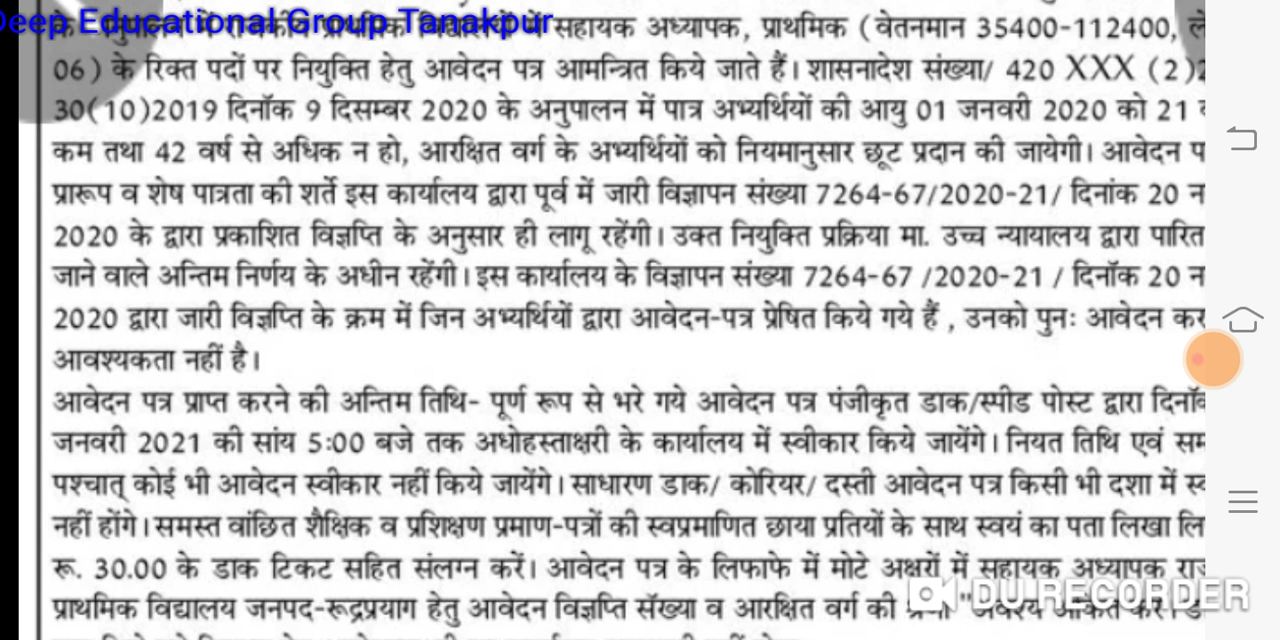 Deep Educational Group Tanakpur
सहायक अध्यापक, प्राथमिक (वेतनमान 35400-112400,
06) के रिक्त पदों पर नियुक्ति हेतु आवेदन पत्र आमन्त्रित किये जाते हैं। शासनादेश संख्या/ 420 XXX (2)
30(10)2019 दिनॉक 9 दिसम्बर 2020 के अनुपालन में पात्र अभ्यर्थियों की आयु 01 जनवरी 2020 को 21
कम तथा 42 वर्ष से अधिक न हो, आरक्षित वर्ग के अभ्यर्थियों को नियमानुसार छूट प्रदान की जायेगी। आवेदन प
प्रारूप व शेष पात्रता की शर्ते इस कार्यालय द्वारा पूर्व में जारी विज्ञापन संख्या 7264-67/2020-21/ दिनांक 20 न
2020 के द्वारा प्रकाशित विज्ञप्ति के अनुसार ही लागू रहेंगी। उक्त नियुक्ति प्रक्रिया मा. उच्च न्यायालय द्वारा पारित
जाने वाले अन्तिम निर्णय के अधीन रहेंगी। इस कार्यालय के विज्ञापन संख्या 7264-67 /2020-21 / दिनॉक 20 न
2020 द्वारा जारी विज्ञप्ति के क्रम में जिन अभ्यर्थियों द्वारा आवेदन-पत्र प्रेषित किये गये हैं , उनको पुनः आवेदन कर
आवश्यकता नहीं है।
आवेदन पत्र प्राप्त करने की अन्तिम तिथि- पूर्ण रूप से भरे गये आवेदन पत्र पंजीकृत डाक/स्पीड पोस्ट द्वारा
जनवरी 2021 की सांय 5:00 बजे तक अधोहस्ताक्षरी के कार्यालय में स्वीकार किये जायेंगे। नियत तिथि एवं सम
पश्चात् कोई भी आवेदन स्वीकार नहीं किये जायेंगे। साधारण डाक/ कोरियर/ दस्ती आवेदन पत्र किसी भी दशा में
नहीं होंगे। समस्त वांछित शैक्षिक व प्रशिक्षण प्रमाण-पत्रों की स्वप्रमाणित छाया प्रतियों के साथ स्वयं का पता लिखा लि
रू. 30.00 के डाक टिकट सहित संलग्न करें। आवेदन पत्र के लिफाफे में मोटे अक्षरों में सहायक अध्यापक
प्राथमिक विद्यालय जनपद-रूद्रप्रयाग हेतु आवेदन विज्ञप्ति सॅख्या व आरक्षित वर्ग की
DU RECORDER